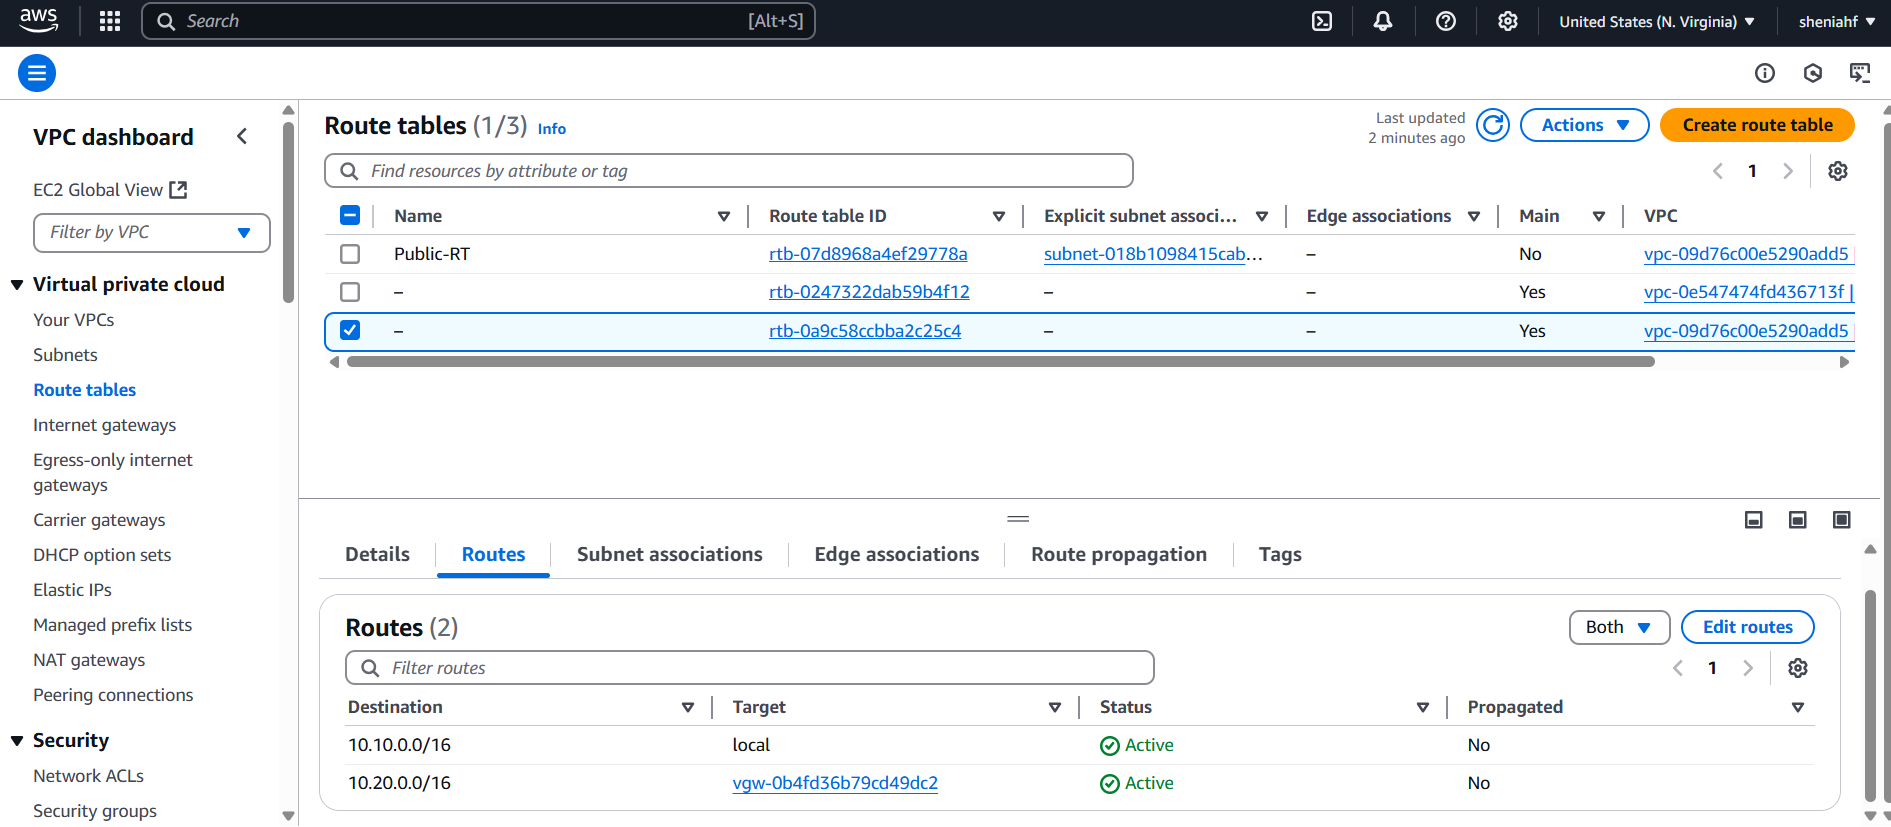 aws
Search [Alt+S]
United States (N. Virginia)
sheniahf
VPC dashboard
EC2 Global View
Filter by VPC
Virtual private cloud
Your VPCs
Subnets
Route tables
Internet gateways
Egress-only internet
gateways
Carrier gateways
DHCP option sets
Elastic IPs
Managed prefix lists
NAT gateways
Peering connections
Security
Network ACLs
Security groups
Route tables (1/3) Info
Last updated
2 minutes ago
Actions
Create route table
Find resources by attribute or tag
1
Name Route table ID Explicit subnet associ... Edge associations Main VPC
Public-RT rtb-07d8968a4ef29778a subnet-018b1098415cab... – No vpc-09d76c00e5290add5 |
– rtb-0247322dab59b4f12 – – Yes vpc-0e547474fd436713f |
– rtb-0a9c58ccbba2c25c4 – – Yes vpc-09d76c00e5290add5 |
Details Routes Subnet associations Edge associations Route propagation Tags
Routes (2)
Both
Edit routes
Filter routes
1
Destination Target Status Propagated
10.10.0.0/16 local Active No
10.20.0.0/16 vgw-0b4fd36b79cd49dc2 Active No